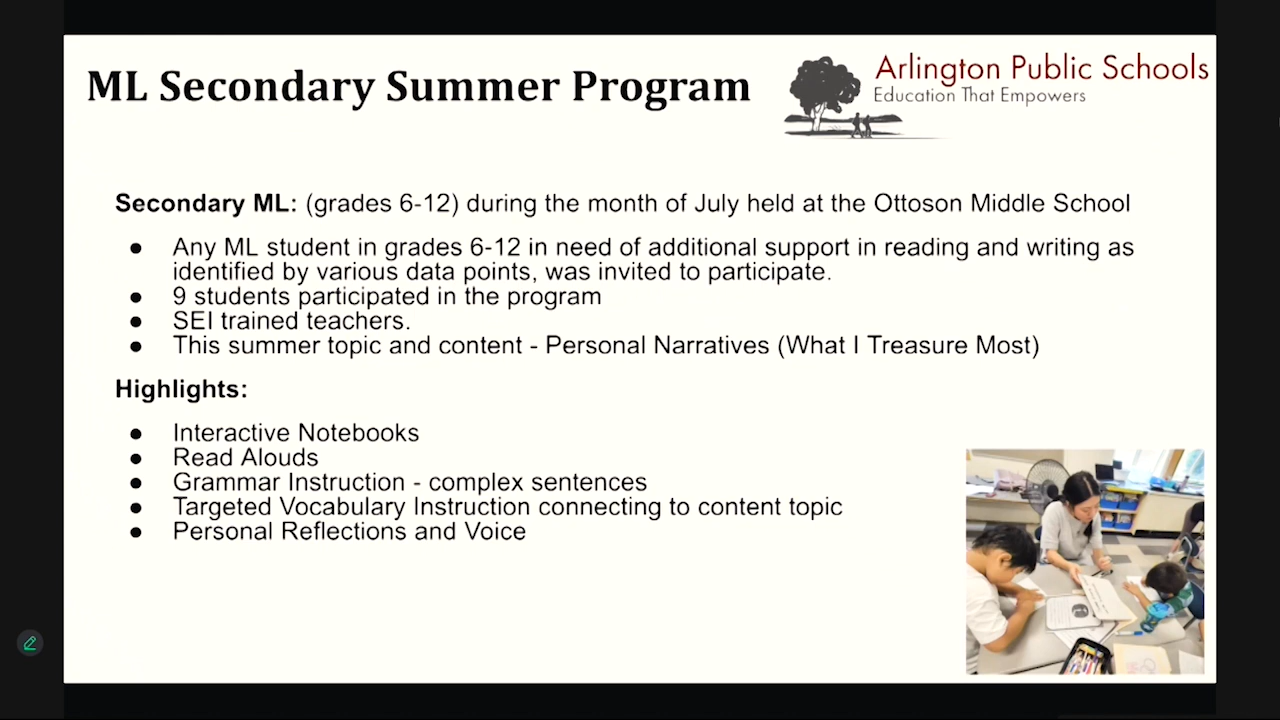 ML Secondary Summer Program
Arlington Public Schools
Education That Empowers
Secondary ML: (grades 6-12) during the month of July held at the Ottoson Middle School
● Any ML student in grades 6-12 in need of additional support in reading and writing as
identified by various data points, was invited to participate.
● 9 students participated in the program
● SEI trained teachers.
● This summer topic and content - Personal Narratives (What I Treasure Most)
Highlights:
● Interactive Notebooks
● Read Alouds
● Grammar Instruction - complex sentences
● Targeted Vocabulary Instruction connecting to content topic
● Personal Reflections and Voice